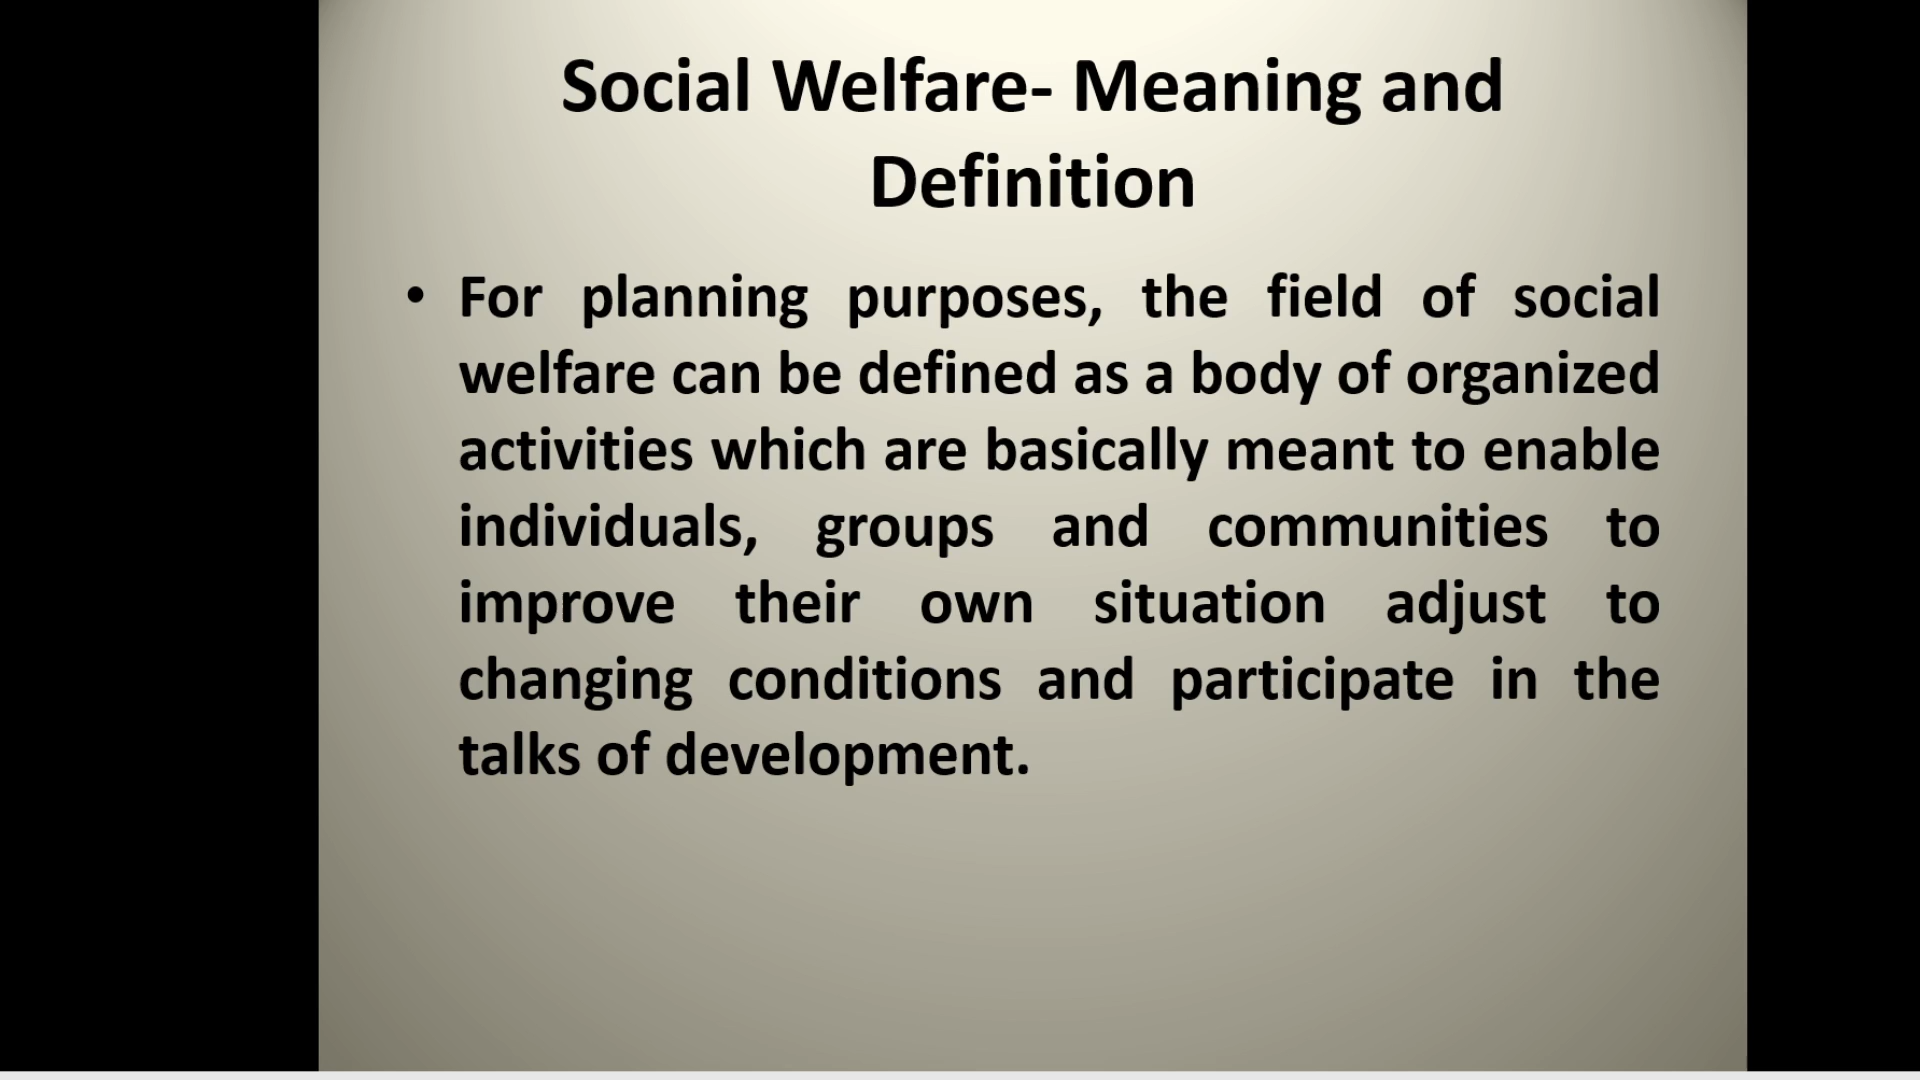 Social Welfare- Meaning and
Definition
• For planning purposes, the field of social
welfare can be defined as a body of organized
activities which are basically meant to enable
individuals, groups and communities to
improve their own situation adjust to
changing conditions and participate in the
talks of development.